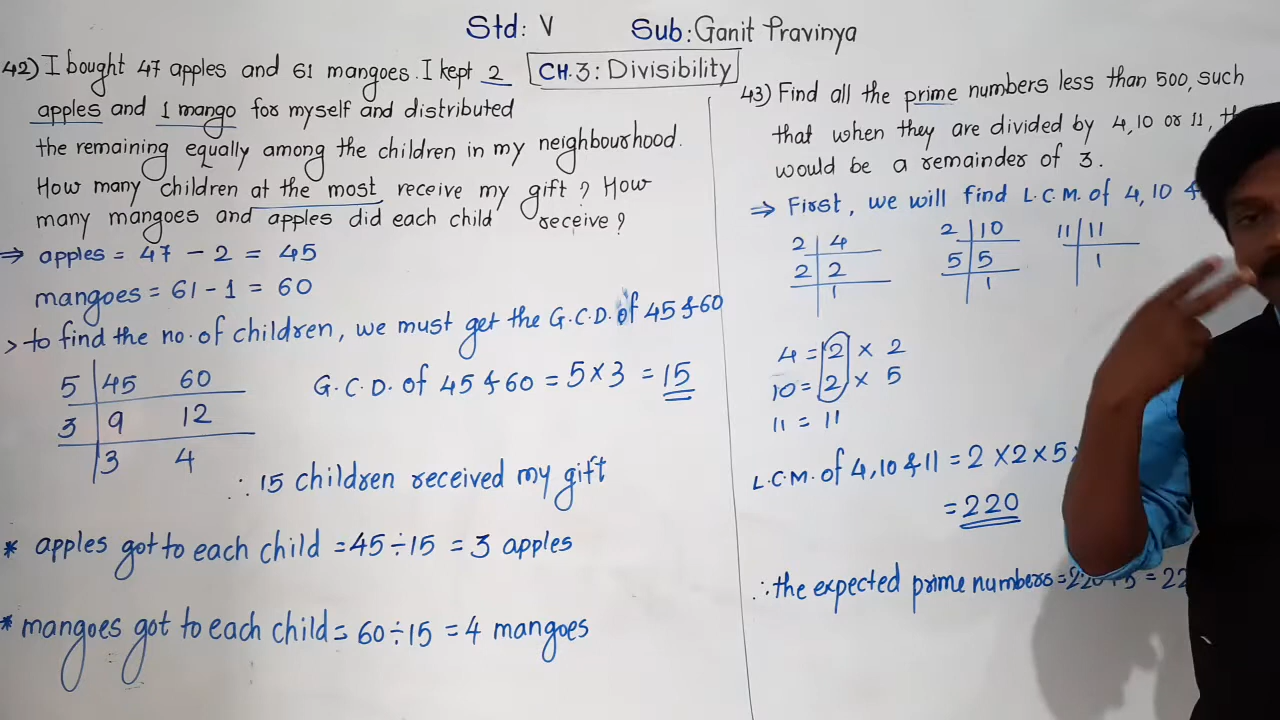 Std: V Sub: Ganit Pravinya
CH.3: Divisibility
42) I bought 47 apples and 61 mangoes. I kept 2
apples and 1 mango for myself and distributed
the remaining equally among the children in my neighbourhood.
How many children at the most receive my gift? How
many mangoes and apples did each child receive?
⇒ apples = 47 - 2 = 45
mangoes = 61 - 1 = 60
> to find the no. of children, we must get the G.C.D. of 45 & 60
5 | 45 60
3 | 9 12
| 3 4
G.C.D. of 45 & 60 = 5 × 3 = 15
∴ 15 children received my gift
* apples got to each child = 45 ÷ 15 = 3 apples
* mangoes got to each child = 60 ÷ 15 = 4 mangoes
43) Find all the prime numbers less than 500, such
that when they are divided by 4, 10 or 11,
would be a remainder of 3.
⇒ First, we will find L.C.M. of 4, 10
2 | 4 2 | 10 11 | 11
2 | 2 5 | 5 | 1
| 1 | 1
4 = 2 × 2
10 = 2 × 5
11 = 11
L.C.M. of 4, 10 & 11 = 2 × 2 × 5
= 220
∴ the expected prime numbers =